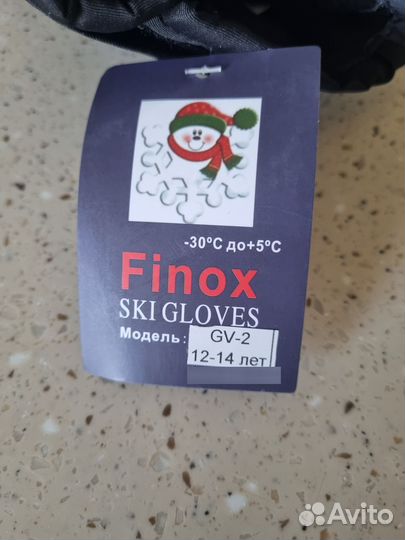 -30ºC до+5ºC
Finox
SKI GLOVES
Модель: GV-2
12-14 лет
Avito